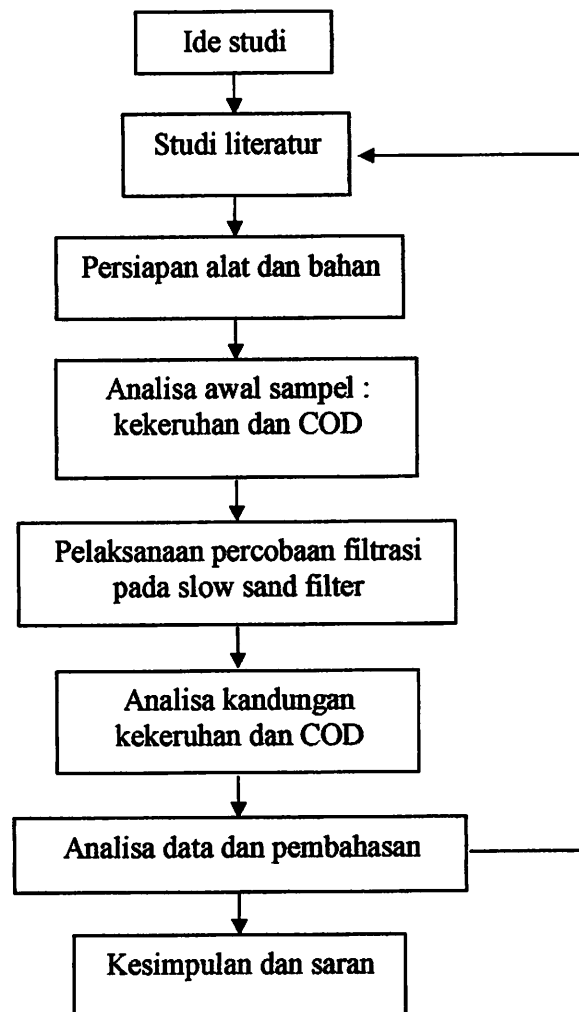 Ide studi
Studi literatur
Persiapan alat dan bahan
Analisa awal sampel :
kekeruhan dan COD
Pelaksanaan percobaan filtrasi
pada slow sand filter
Analisa kandungan
kekeruhan dan COD
Analisa data dan pembahasan
Kesimpulan dan saran